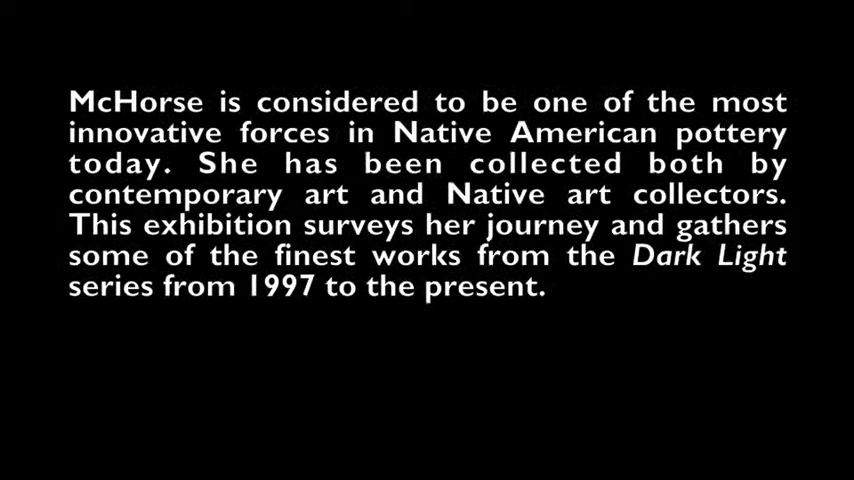 McHorse is considered to be one of the most
innovative forces in Native American pottery
today. She has been collected both by
contemporary art and Native art collectors.
This exhibition surveys her journey and gathers
some of the finest works from the Dark Light
series from 1997 to the present.